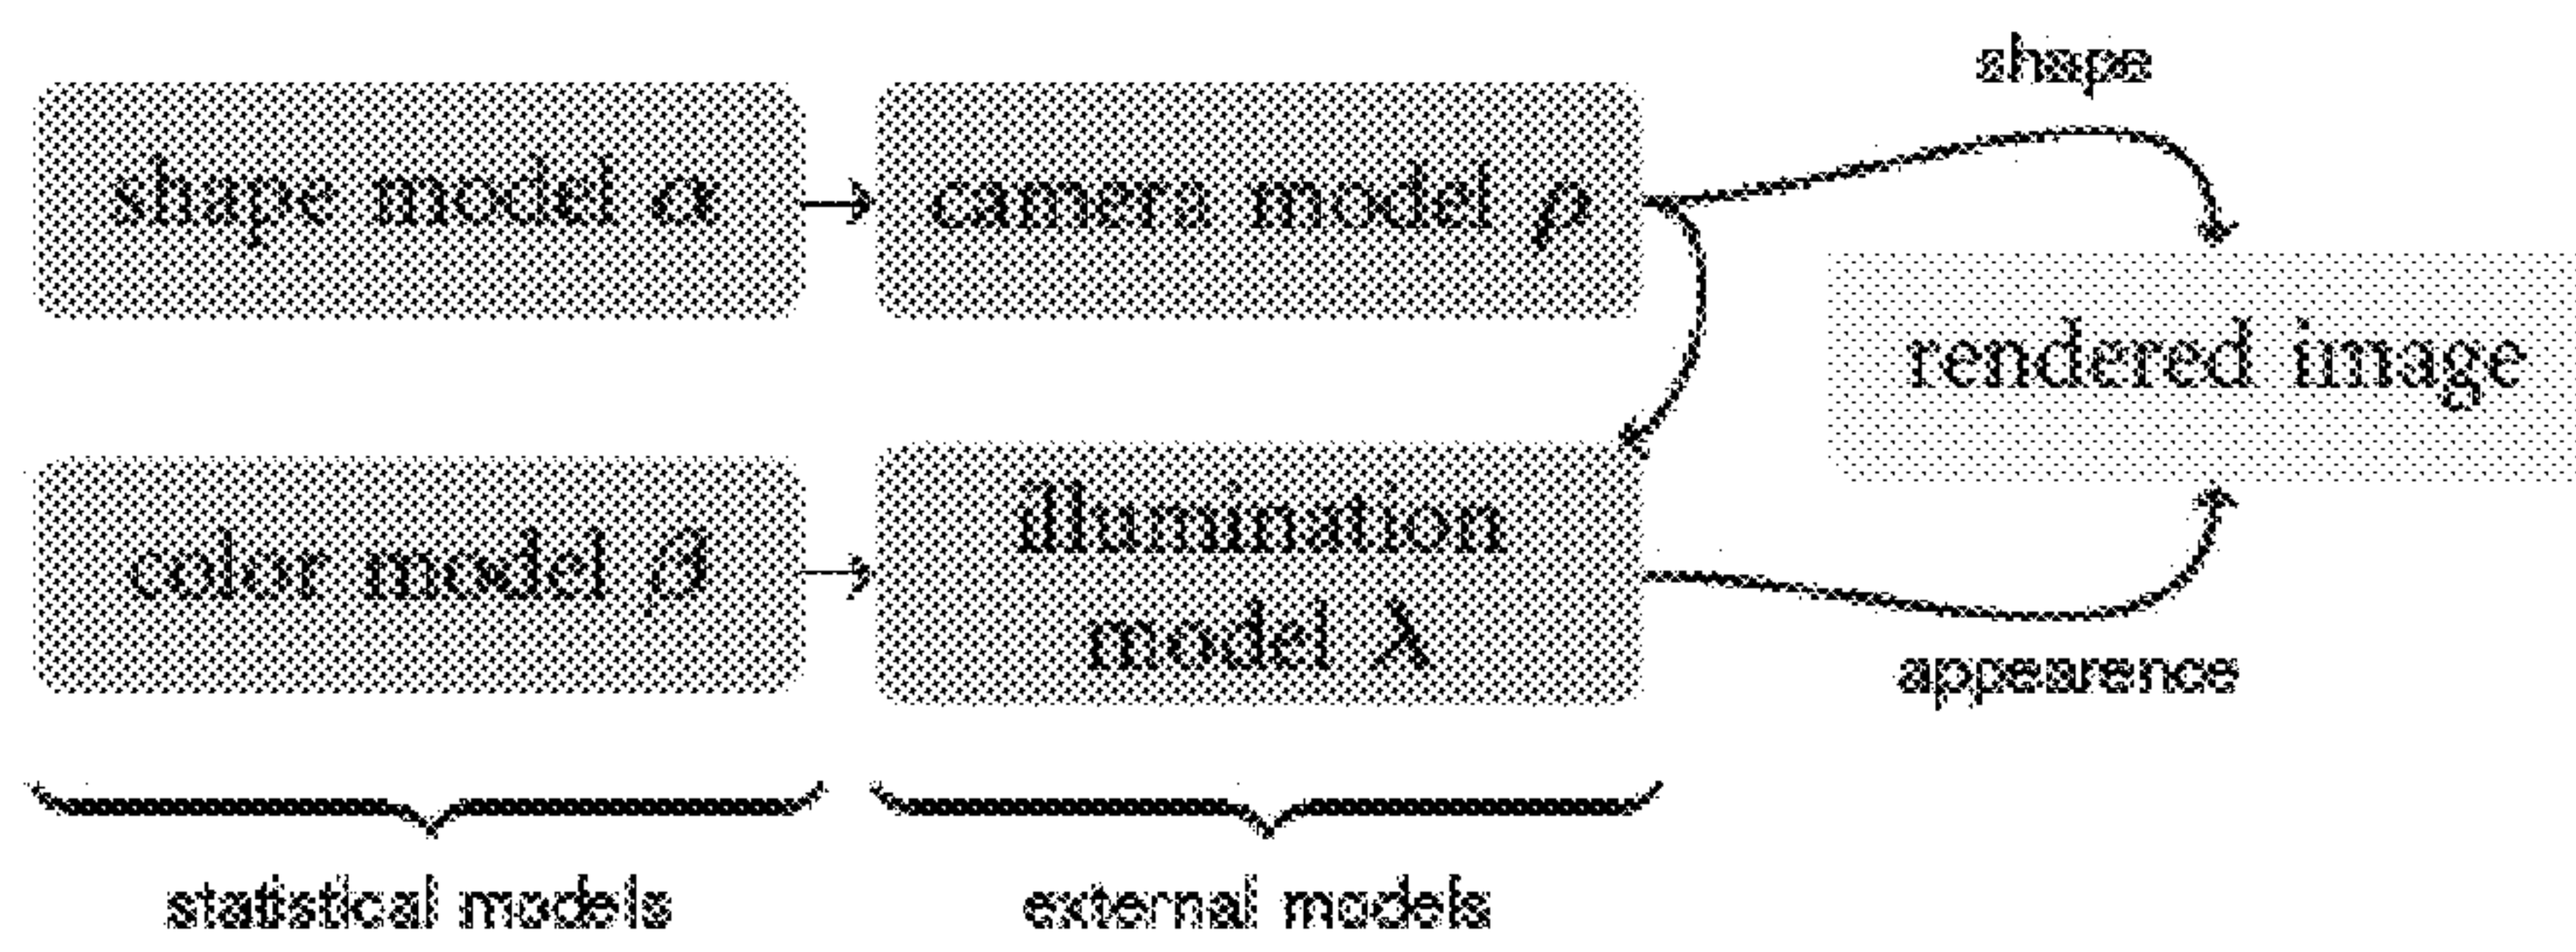 shape
shape model α
camera model ρ
rendered image
color model β
illumination
model λ
appearence
statistical models
external models